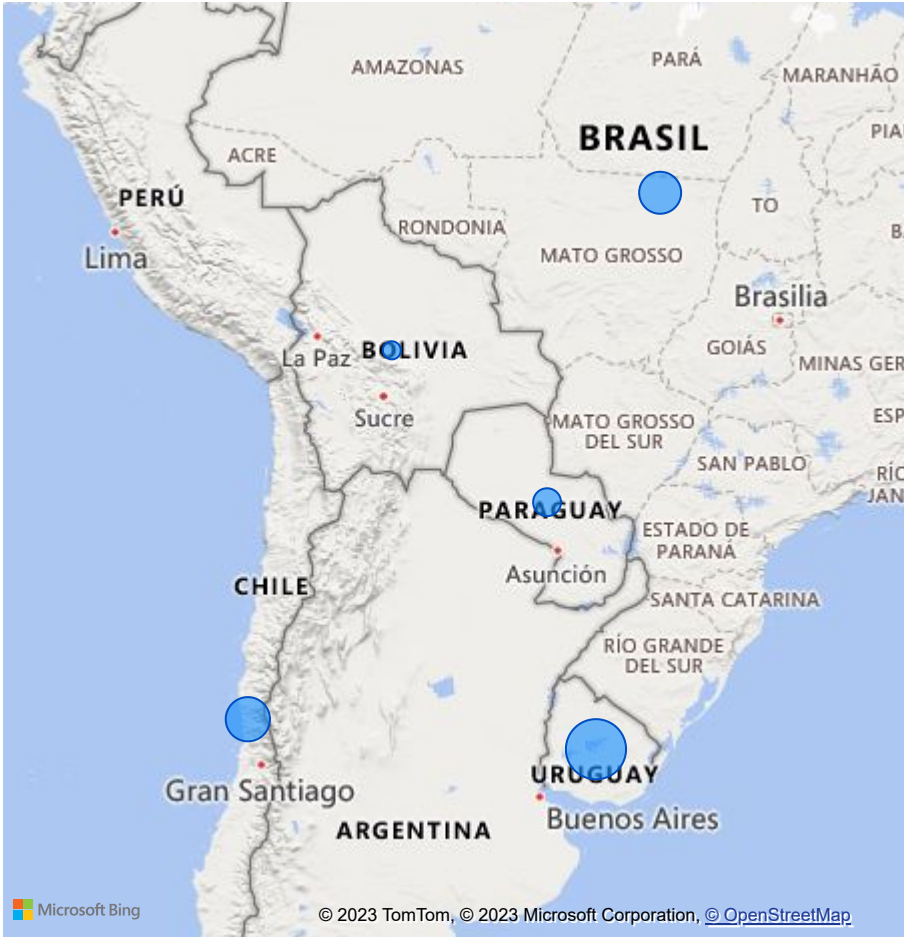 AMAZONAS
PARÁ
MARANHÃO
BRASIL
PIA
ACRE
PERÚ
TO
RONDONIA
B
Lima
MATO GROSSO
Brasilia
GOIÁS
La Paz
BOLIVIA
MINAS GER
Sucre
ESP
MATO GROSSO
DEL SUR
SAN PABLO
RÍO
JAN
PARAGUAY
ESTADO DE
PARANÁ
Asunción
CHILE
SANTA CATARINA
RÍO GRANDE
DEL SUR
URUGUAY
Gran Santiago
Buenos Aires
ARGENTINA
Microsoft Bing
© 2023 TomTom, © 2023 Microsoft Corporation, © OpenStreetMap